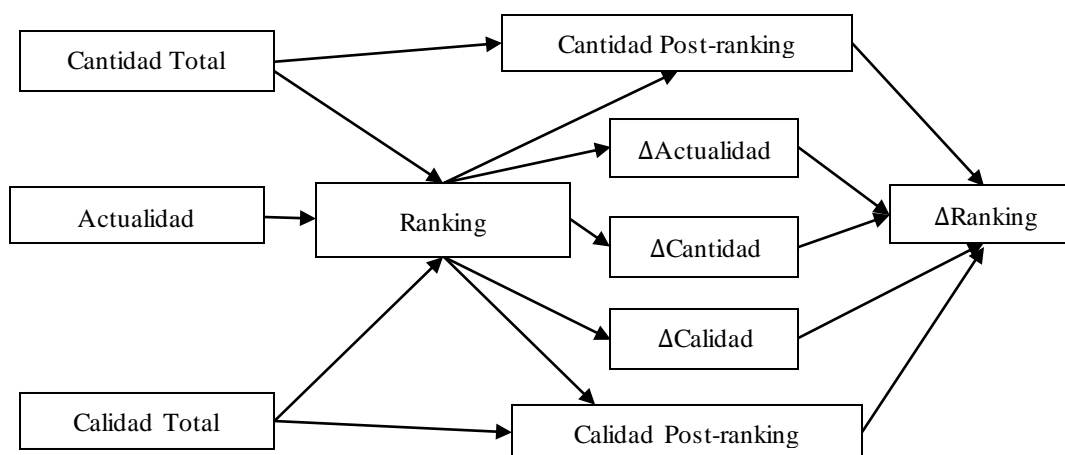 Cantidad Total
Cantidad Post-ranking
ΔActualidad
Actualidad
Ranking
ΔCantidad
ΔRanking
ΔCalidad
Calidad Total
Calidad Post-ranking